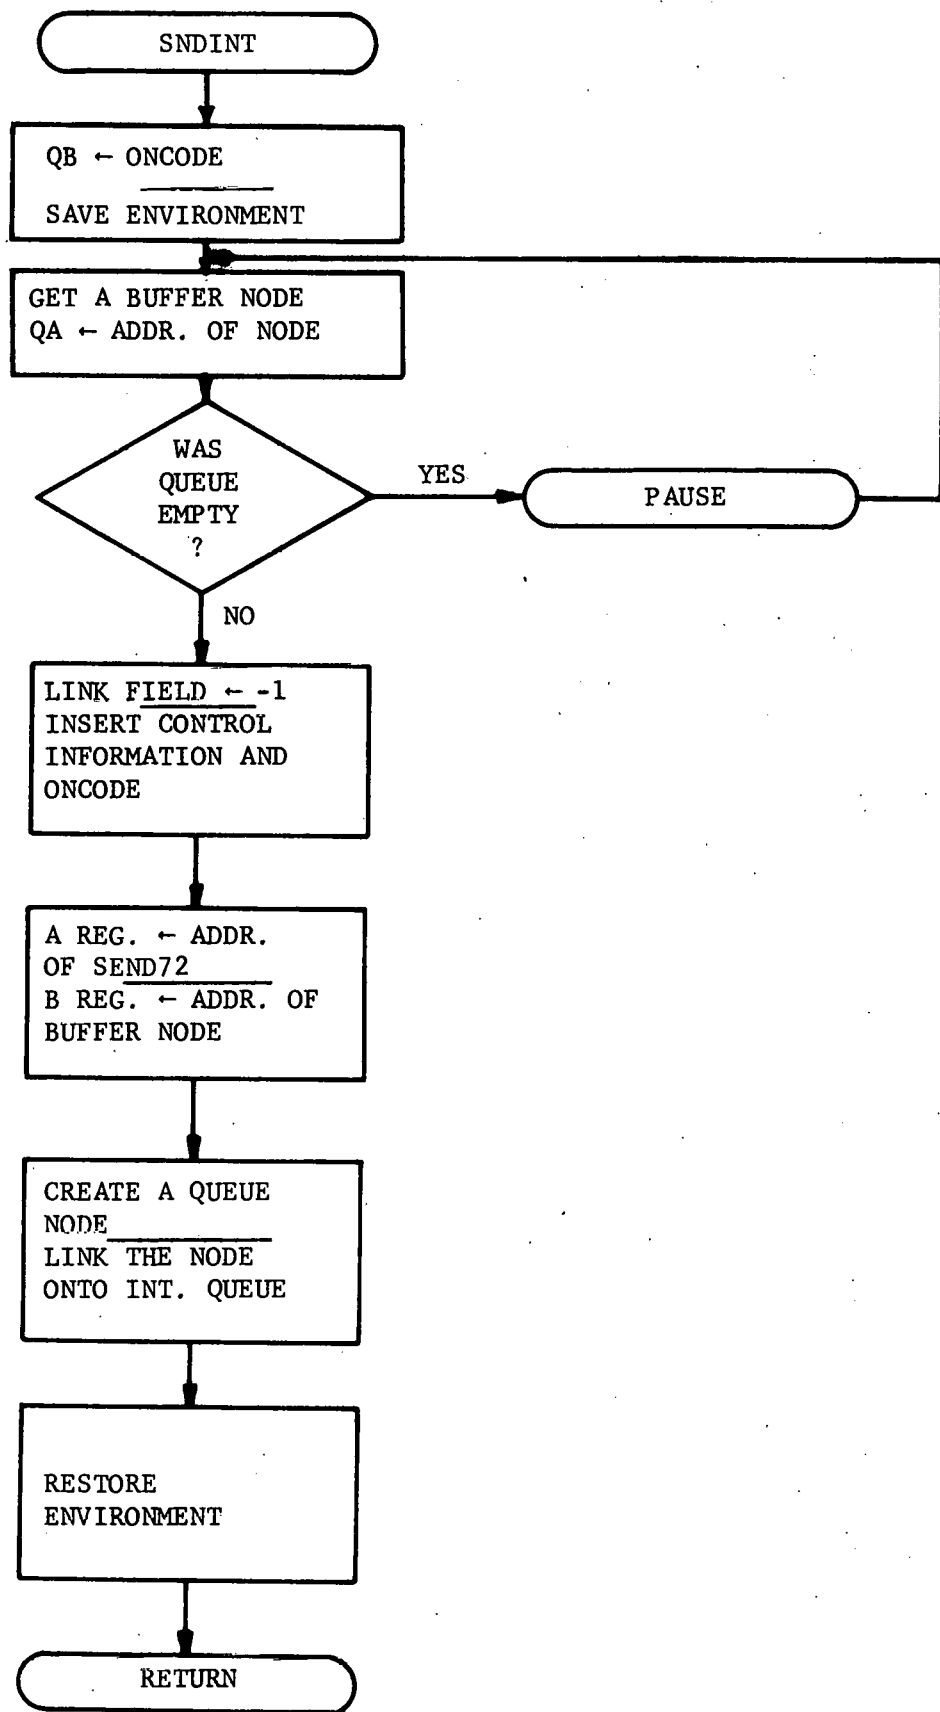 SNDINT
QB ← ONCODE
SAVE ENVIRONMENT
GET A BUFFER NODE
QA ← ADDR. OF NODE
WAS
QUEUE
EMPTY
?
YES
PAUSE
NO
LINK FIELD ← -1
INSERT CONTROL
INFORMATION AND
ONCODE
A REG. ← ADDR.
OF SEND72
B REG. ← ADDR. OF
BUFFER NODE
CREATE A QUEUE
NODE
LINK THE NODE
ONTO INT. QUEUE
RESTORE
ENVIRONMENT
RETURN